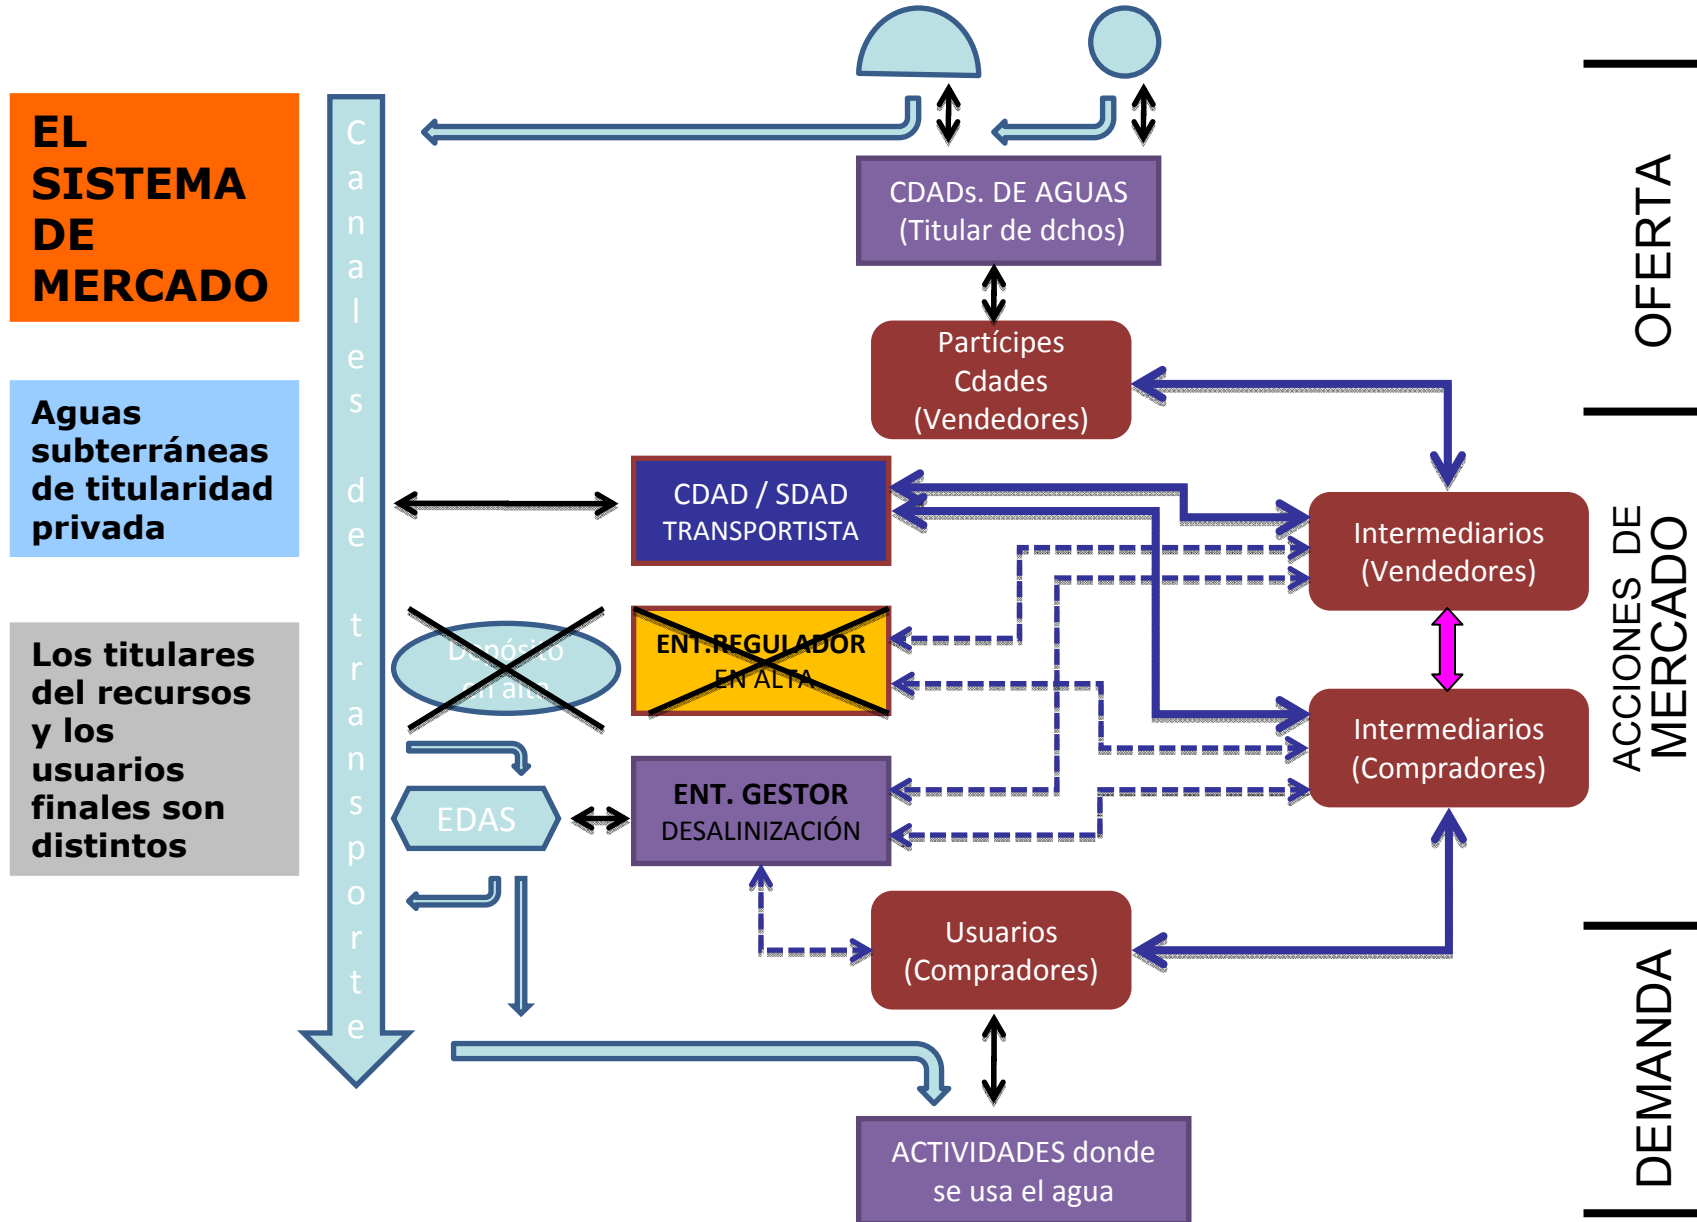 EL
SISTEMA
DE
MERCADO
Aguas
subterráneas
de titularidad
privada
Los titulares
del recursos
y los
usuarios
finales son
distintos
Canales de transporte
CDADs. DE AGUAS
(Titular de dchos)
Partícipes
Cdades
(Vendedores)
CDAD / SDAD
TRANSPORTISTA
Depósito
en alta
ENT.REGULADOR
EN ALTA
EDAS
ENT. GESTOR
DESALINIZACIÓN
Usuarios
(Compradores)
ACTIVIDADES donde
se usa el agua
Intermediarios
(Vendedores)
Intermediarios
(Compradores)
OFERTA
ACCIONES DE
MERCADO
DEMANDA